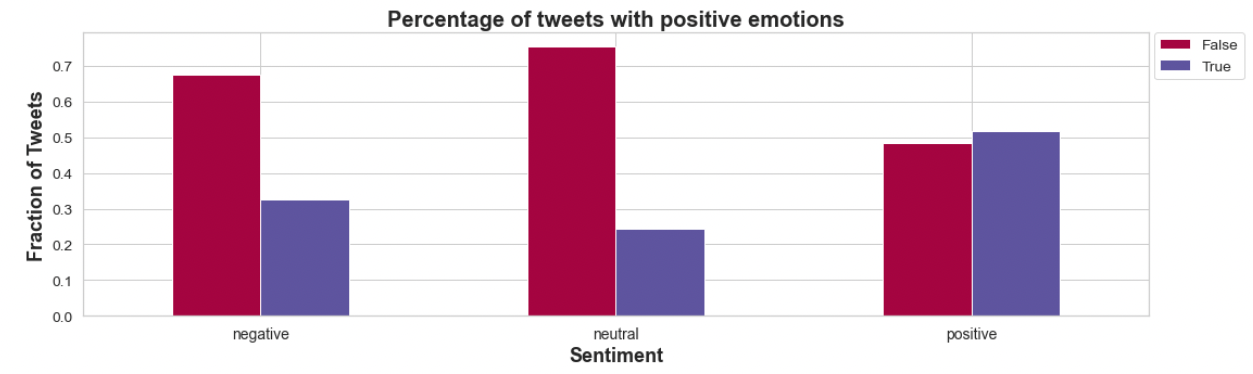 Percentage of tweets with positive emotions
False
True
Fraction of Tweets
0.7
0.6
0.5
0.4
0.3
0.2
0.1
0.0
negative neutral positive
Sentiment